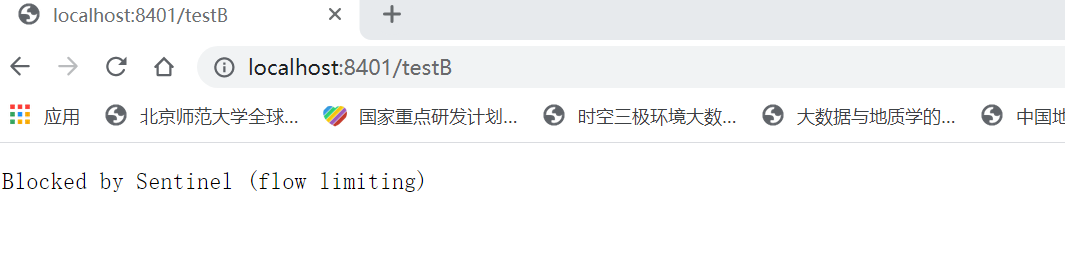 localhost:8401/testB
localhost:8401/testB
应用 北京师范大学全球... 国家重点研发计划... 时空三极环境大数... 大数据与地质学的... 中国地
Blocked by Sentinel (flow limiting)